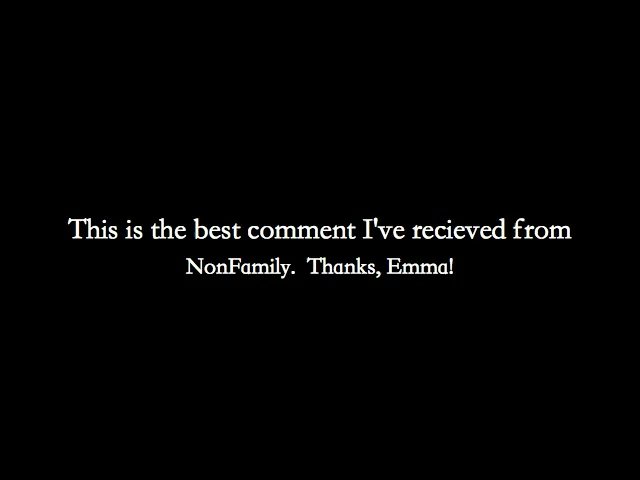 This is the best comment I've recieved from
NonFamily.  Thanks, Emma!